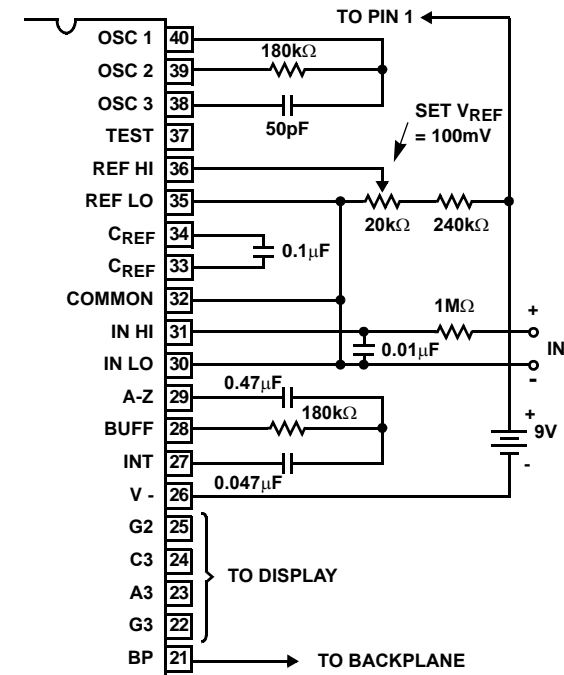 TO PIN 1
OSC 1 40
180kΩ
OSC 2 39
OSC 3 38
50pF
SET VREF
= 100mV
TEST 37
REF HI 36
REF LO 35
20kΩ 240kΩ
CREF 34
0.1µF
CREF 33
COMMON 32
1MΩ
+
IN HI 31
0.01µF
IN
IN LO 30
-
0.47µF
A-Z 29
180kΩ
+
BUFF 28
9V
INT 27
-
0.047µF
V - 26
G2 25
C3 24
TO DISPLAY
A3 23
G3 22
BP 21
TO BACKPLANE